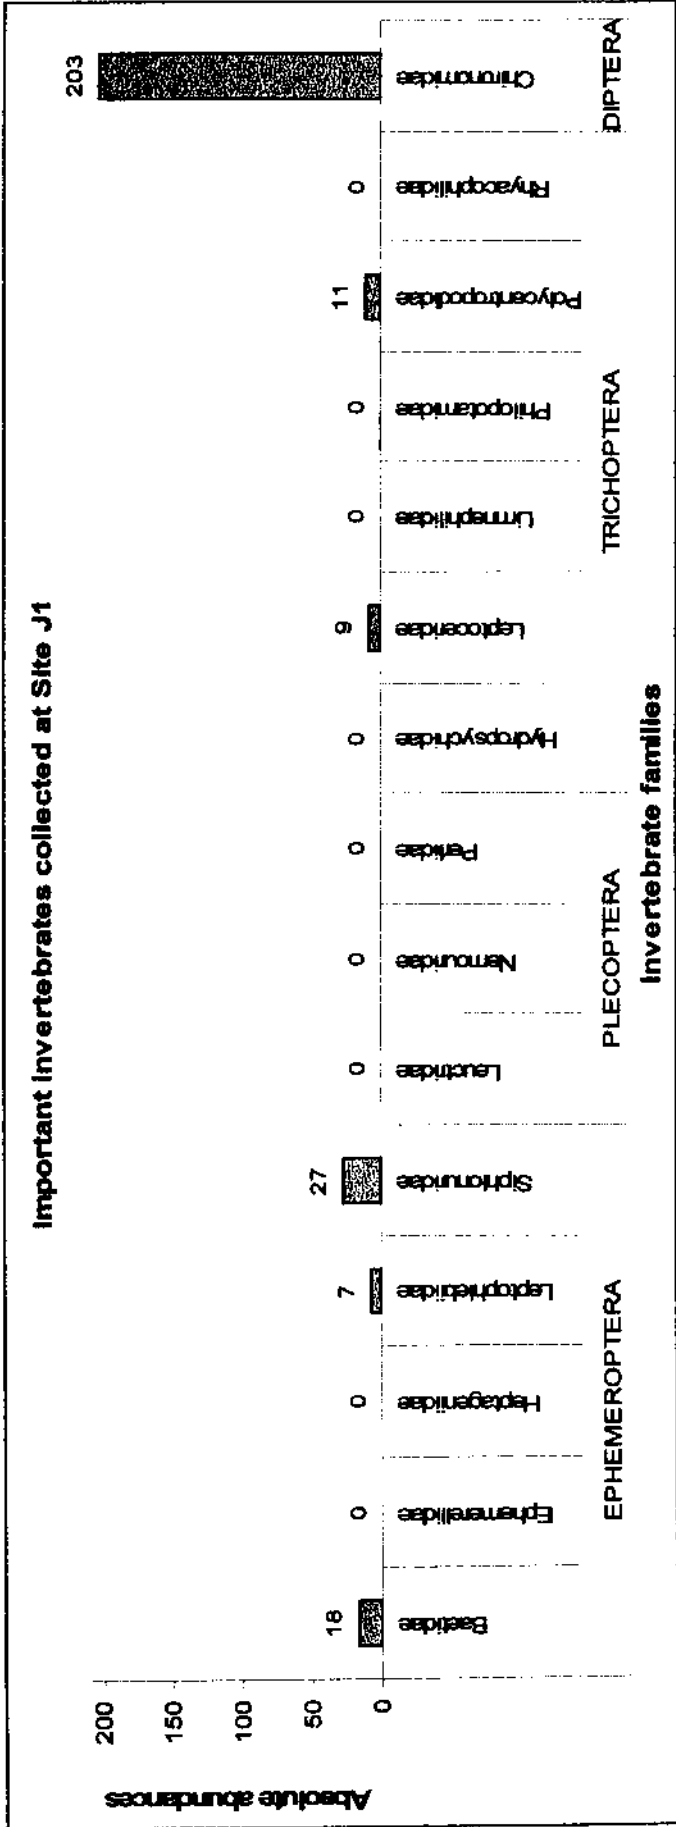 Important Invertebrates collected at Site J1
Absolute abundances
200
150
100
50
0
18
0
0
7
27
0
0
0
0
9
0
0
11
0
203
Baetidae
Ephemerellidae
Heptageniidae
Leptophlebiidae
Siphlonuridae
Leuctridae
Nemouridae
Perlidae
Hydropsychidae
Leptoceridae
Limnephilidae
Philopotamidae
Polycentropodidae
Rhyacophilidae
Chironomidae
EPHEMEROPTERA
PLECOPTERA
TRICHOPTERA
DIPTERA
Invertebrate families